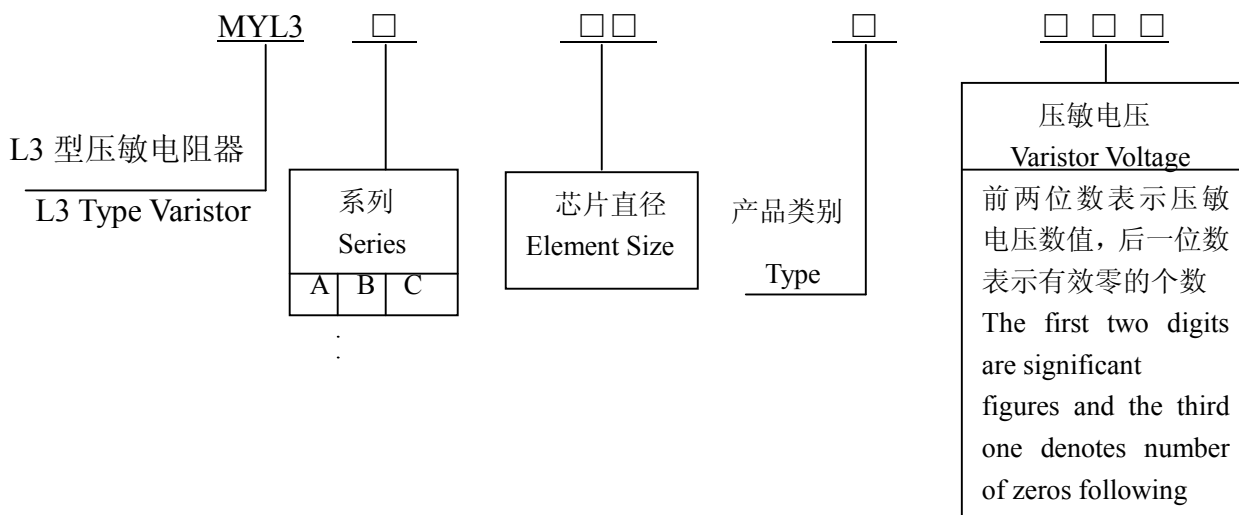 MYL3 □ □□ □ □ □ □
L3 型压敏电阻器
L3 Type Varistor
系列
Series
A B C
芯片直径
Element Size
产品类别
Type
压敏电压
Varistor Voltage
前两位数表示压敏
电压数值，后一位数
表示有效零的个数
The first two digits
are significant
figures and the third
one denotes number
of zeros following